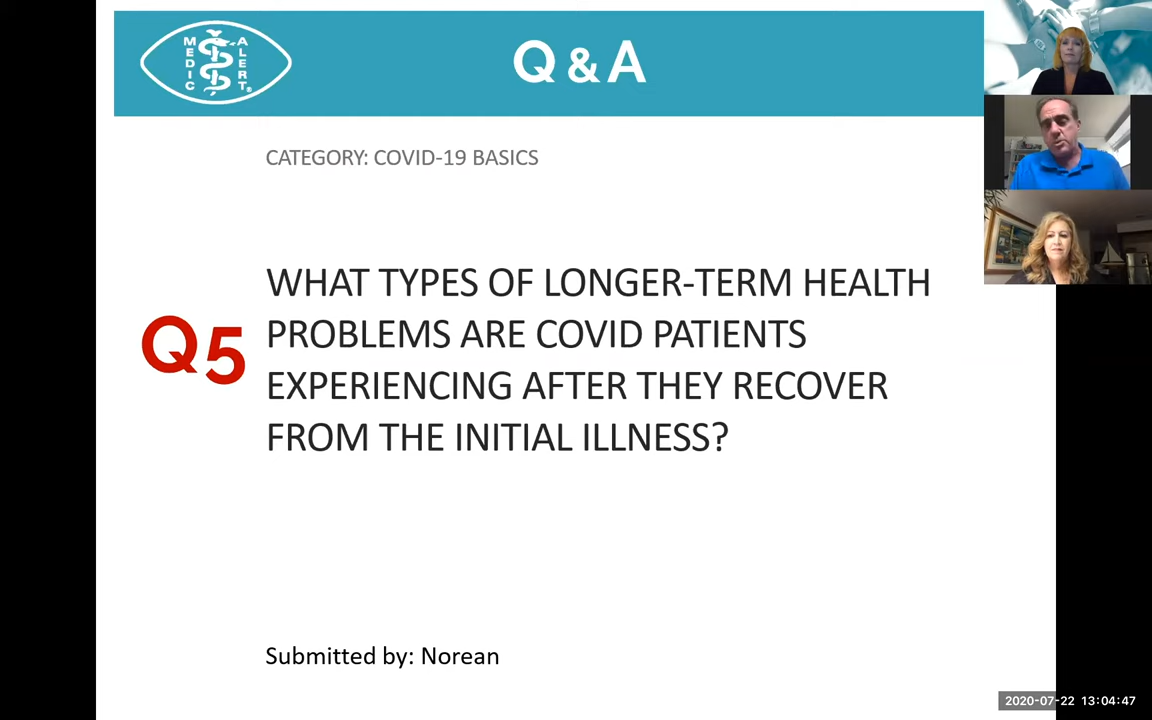 MEDIC ALERT®
Q & A
CATEGORY: COVID-19 BASICS
Q5
WHAT TYPES OF LONGER-TERM HEALTH
PROBLEMS ARE COVID PATIENTS
EXPERIENCING AFTER THEY RECOVER
FROM THE INITIAL ILLNESS?
Submitted by: Norean
2020-07-22 13:04:47